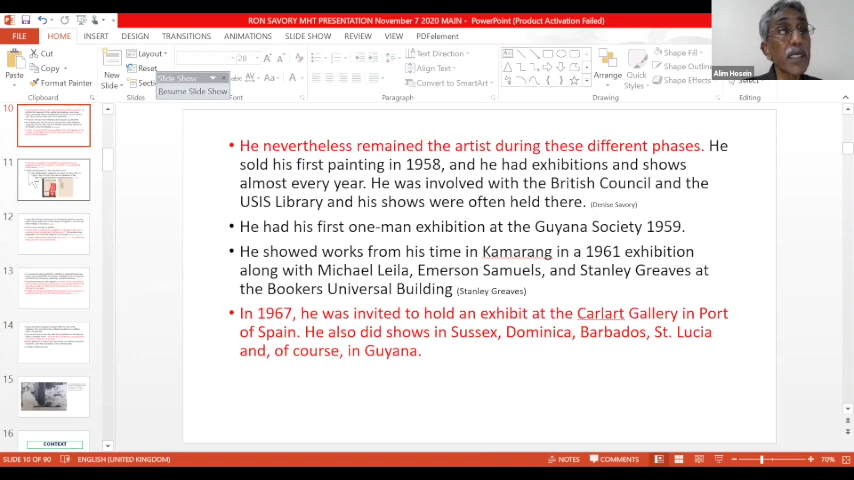 RON SAVORY MHT PRESENTATION November 7 2020 MAIN - PowerPoint (Product Activation Failed)
FILE HOME INSERT DESIGN TRANSITIONS ANIMATIONS SLIDE SHOW REVIEW VIEW PDFelement
Cut
Copy
Format Painter
Paste
Clipboard
New
Slide
Layout
Reset
Slides
Slide Show
Resume Slide Show
28
Font
Text Direction
Align Text
Convert to SmartArt
Paragraph
Arrange
Quick
Styles
Shape Fill
Shape Outline
Shape Effects
Drawing
Editing
Alim Hosein
10
11
12
13
14
15
16
CONTEXT
• He nevertheless remained the artist during these different phases. He
sold his first painting in 1958, and he had exhibitions and shows
almost every year. He was involved with the British Council and the
USIS Library and his shows were often held there. (Denise Savory)
• He had his first one-man exhibition at the Guyana Society 1959.
• He showed works from his time in Kamarang in a 1961 exhibition
along with Michael Leila, Emerson Samuels, and Stanley Greaves at
the Bookers Universal Building (Stanley Greaves)
• In 1967, he was invited to hold an exhibit at the Carlart Gallery in Port
of Spain. He also did shows in Sussex, Dominica, Barbados, St. Lucia
and, of course, in Guyana.
SLIDE 10 OF 90 ENGLISH (UNITED KINGDOM) NOTES COMMENTS 70%